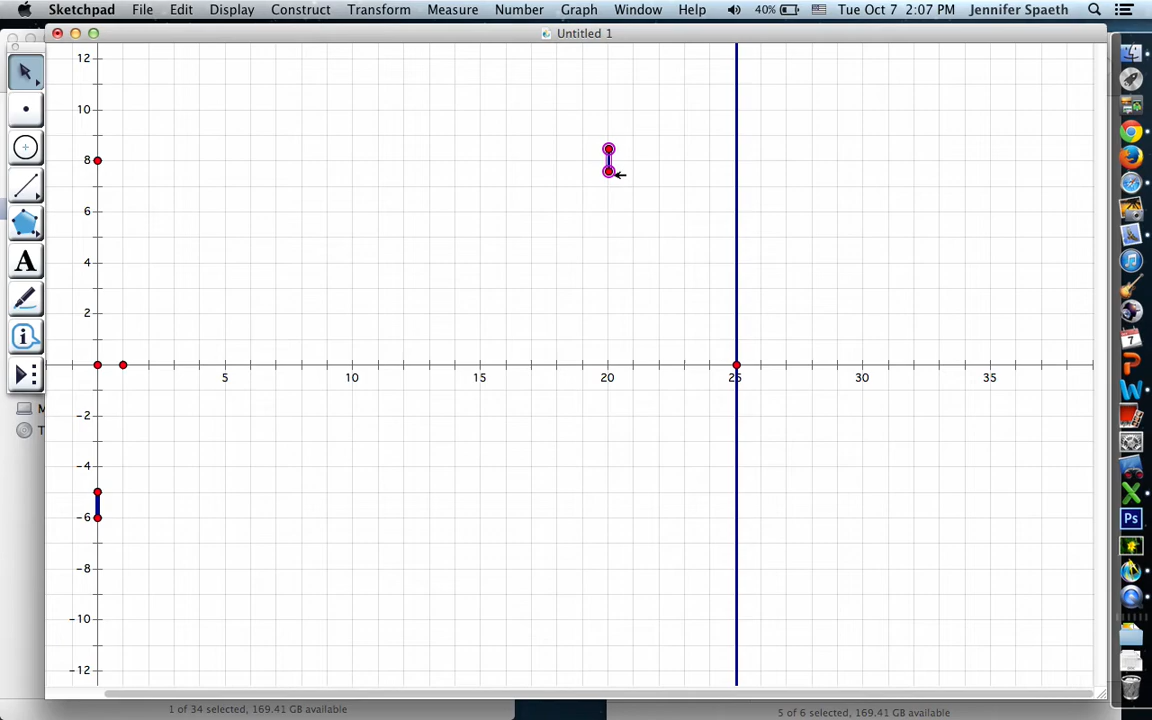 Sketchpad File Edit Display Construct Transform Measure Number Graph Window Help 40% Tue Oct 7 2:07 PM Jennifer Spaeth
Untitled 1
12
10
8
6
4
2
5 10 15 20 25 30 35
-2
-4
-6
-8
-10
-12
A
i
M
T
7
W
X
Ps
1 of 34 selected, 169.41 GB available
5 of 6 selected, 169.41 GB available